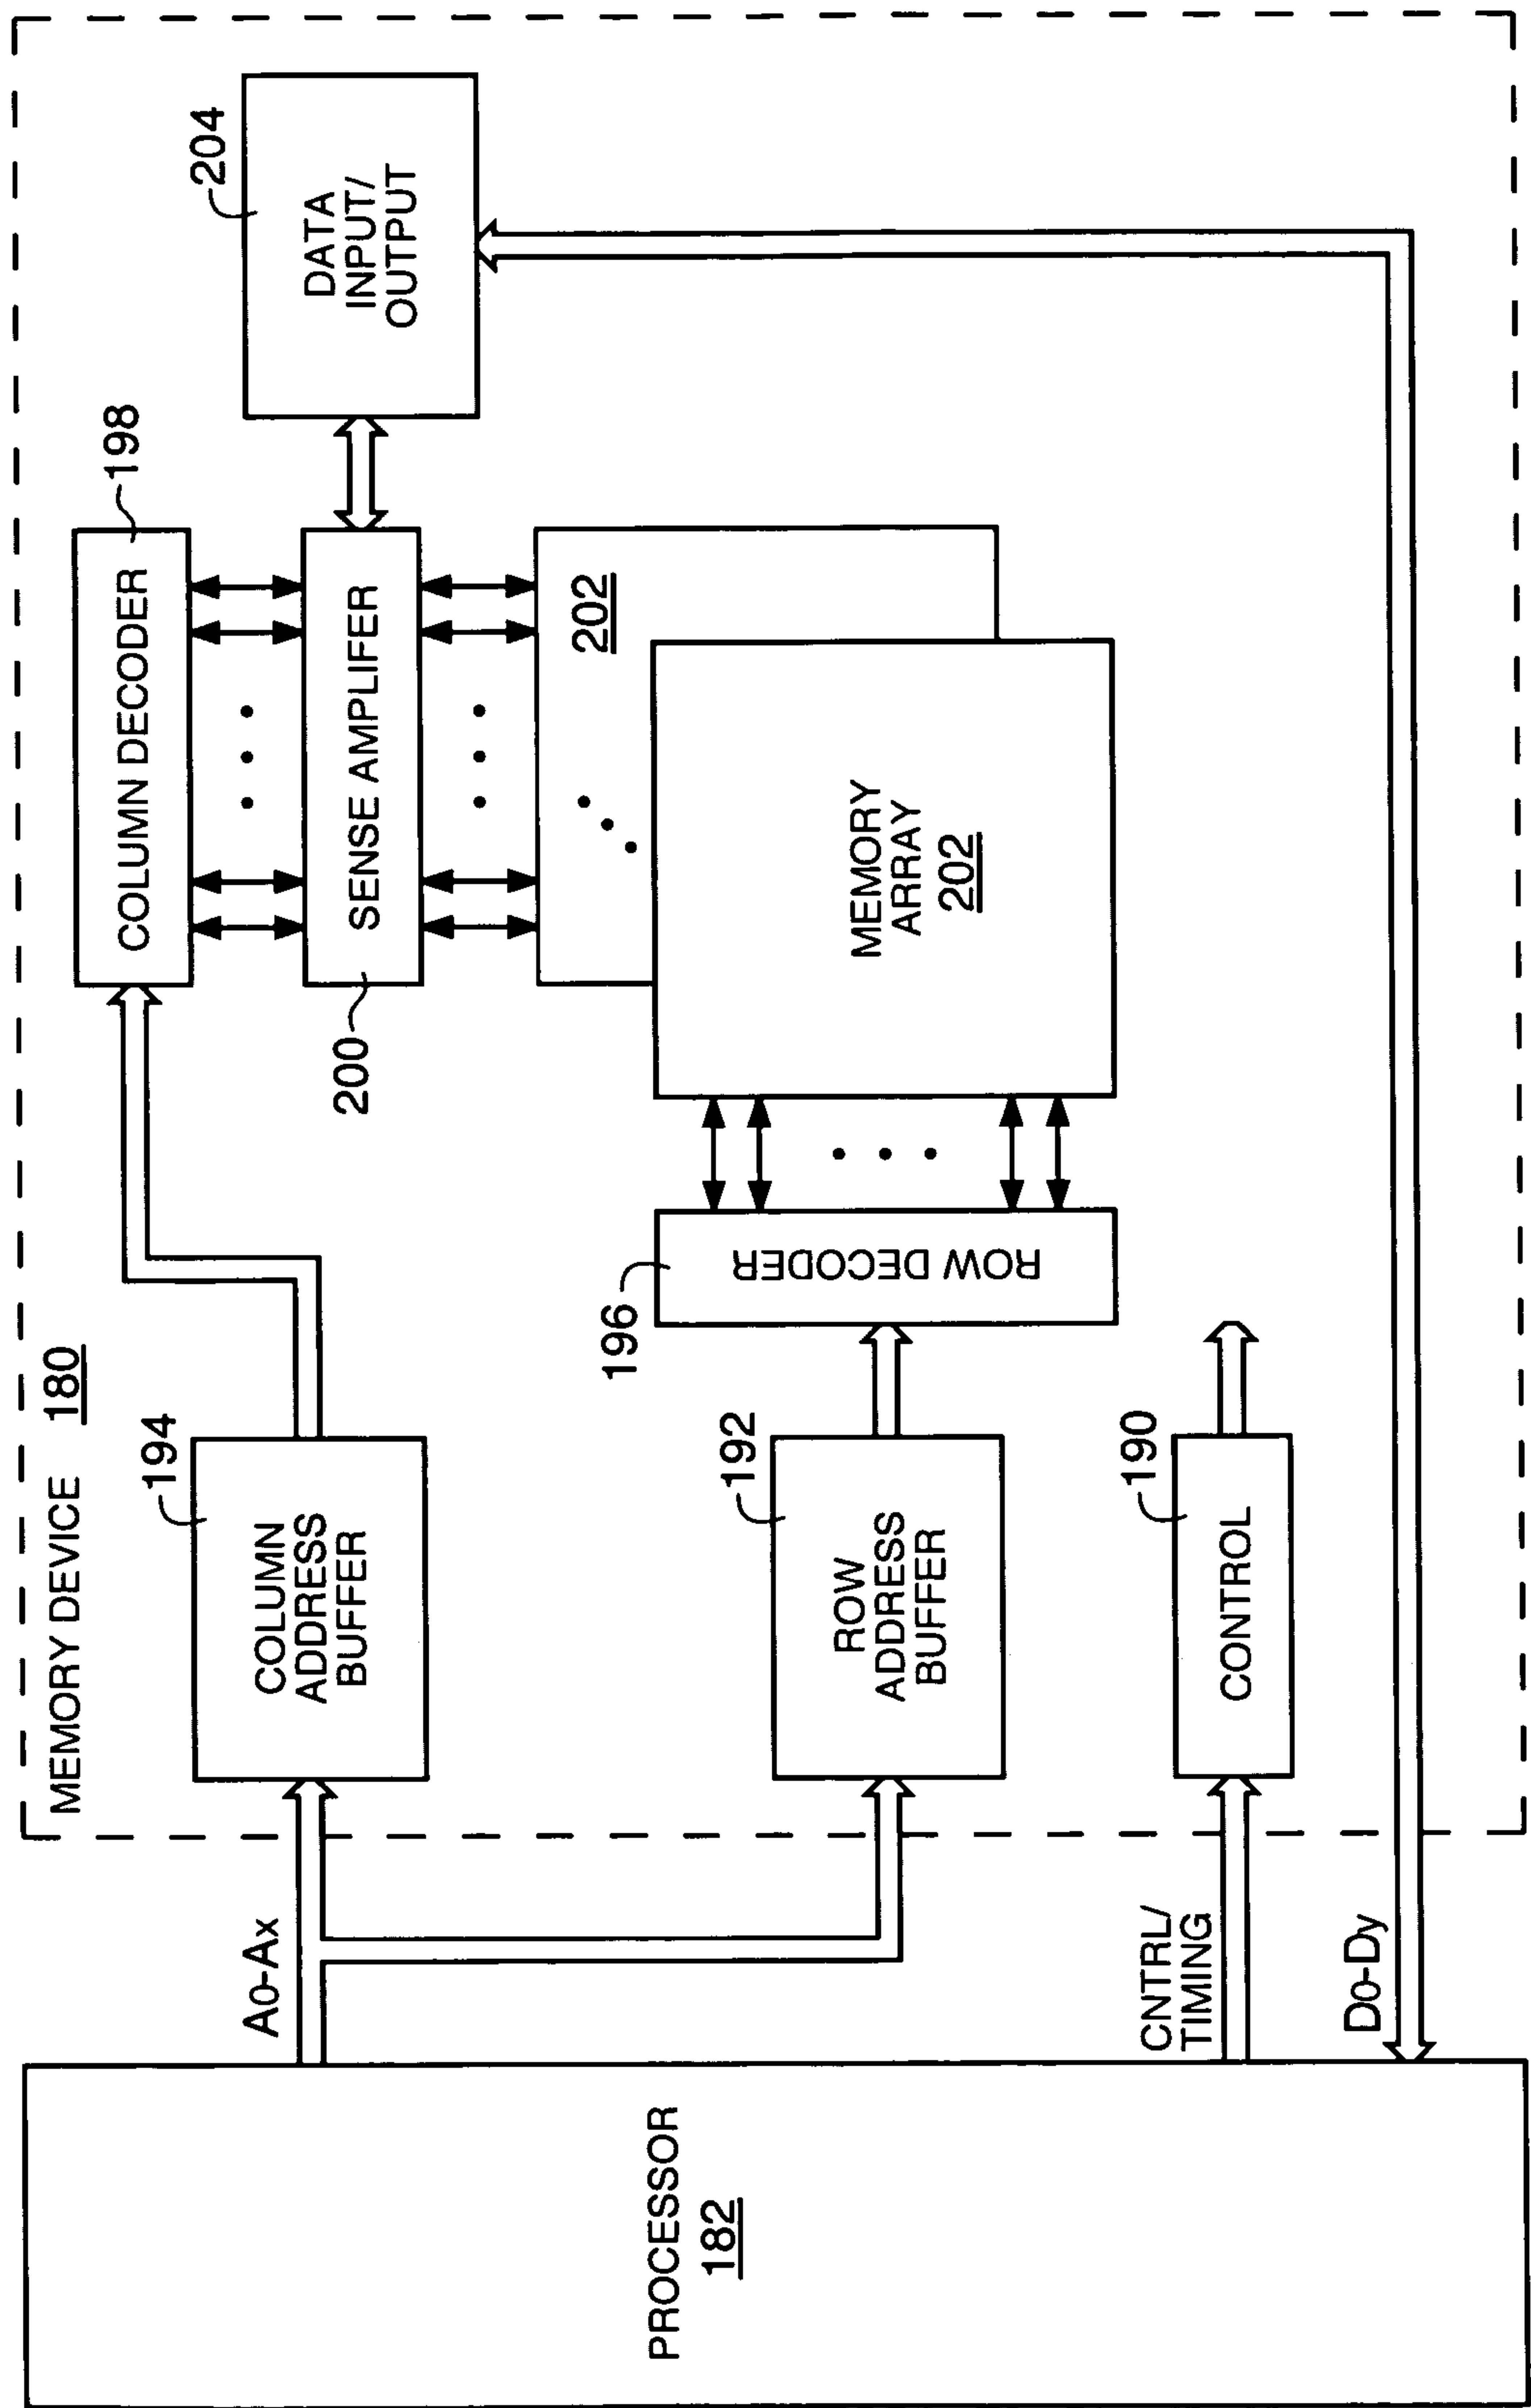 MEMORY DEVICE 180
PROCESSOR
182
A0-Ax
CNTRL/
TIMING
D0-Dy
194
COLUMN
ADDRESS
BUFFER
192
ROW
ADDRESS
BUFFER
190
CONTROL
196
ROW DECODER
198
COLUMN DECODER
200
SENSE AMPLIFER
202
MEMORY
ARRAY
202
204
DATA
INPUT/
OUTPUT